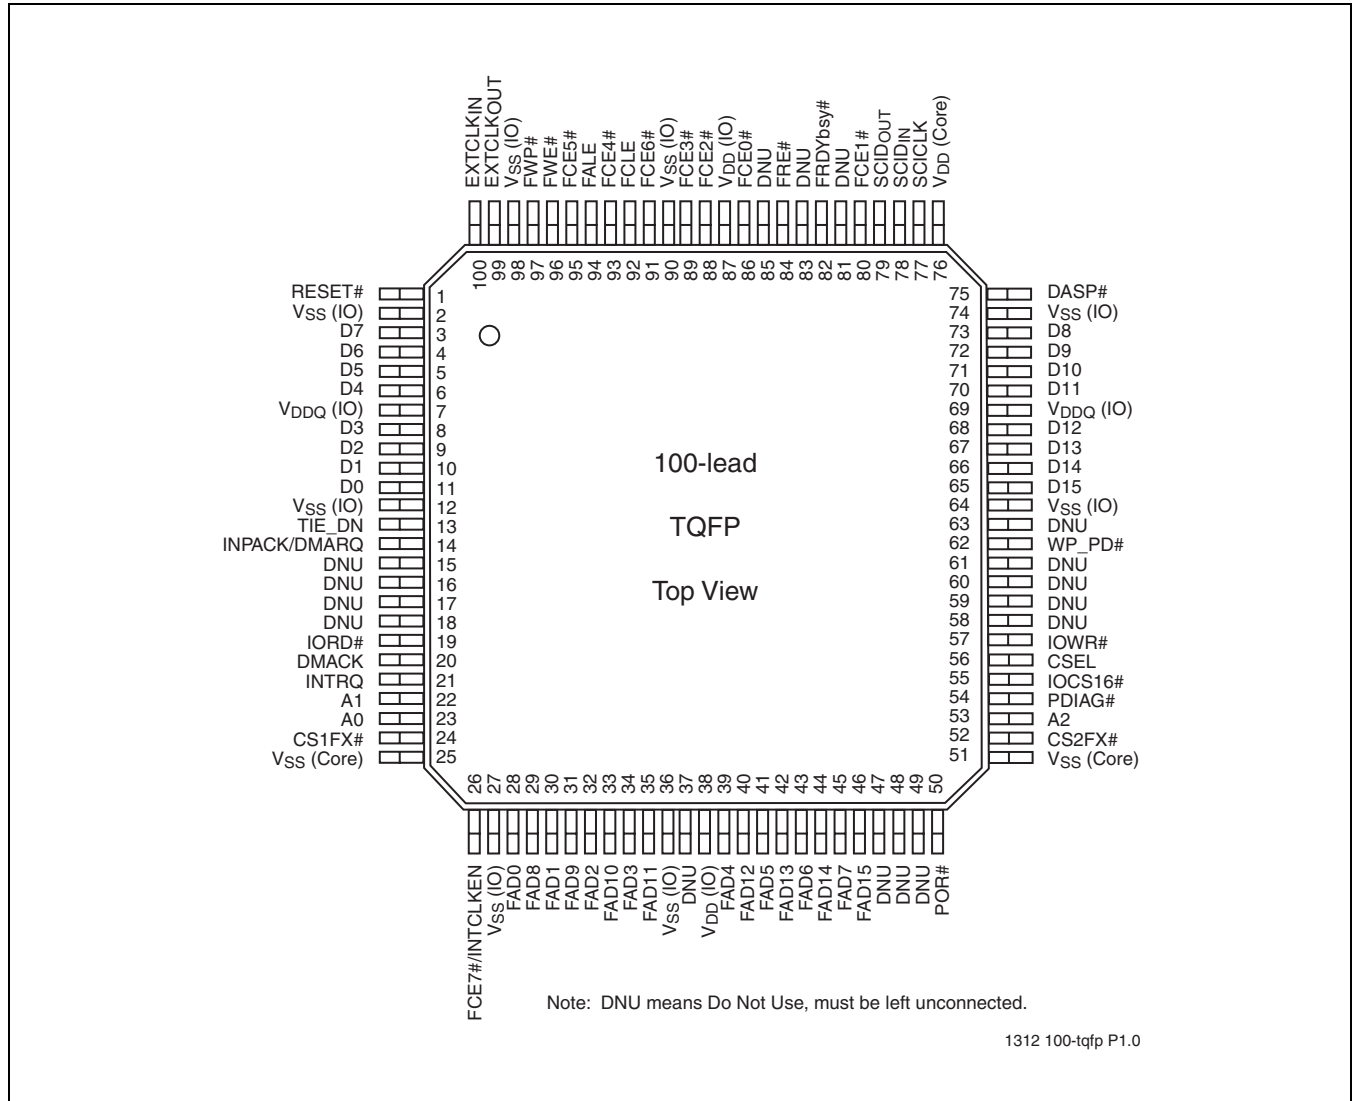 EXTCLKIN
EXTCLKOUT
VSS (IO)
FWP#
FWE#
FCE5#
FALE
FCE4#
FCLE
FCE6#
VSS (IO)
FCE3#
FCE2#
VDD (IO)
FCE0#
DNU
FRE#
DNU
FRDYbsy#
DNU
FCE1#
SCIDOUT
SCIDIN
SCICLK
VDD (Core)
100 99 98 97 96 95 94 93 92 91 90 89 88 87 86 85 84 83 82 81 80 79 78 77 76
RESET# 1
VSS (IO) 2
D7 3
D6 4
D5 5
D4 6
VDDQ (IO) 7
D3 8
D2 9
D1 10
D0 11
VSS (IO) 12
TIE_DN 13
INPACK/DMARQ 14
DNU 15
DNU 16
DNU 17
DNU 18
IORD# 19
DMACK 20
INTRQ 21
A1 22
A0 23
CS1FX# 24
VSS (Core) 25
100-lead
TQFP
Top View
75 DASP#
74 VSS (IO)
73 D8
72 D9
71 D10
70 D11
69 VDDQ (IO)
68 D12
67 D13
66 D14
65 D15
64 VSS (IO)
63 DNU
62 WP_PD#
61 DNU
60 DNU
59 DNU
58 DNU
57 IOWR#
56 CSEL
55 IOCS16#
54 PDIAG#
53 A2
52 CS2FX#
51 VSS (Core)
26 27 28 29 30 31 32 33 34 35 36 37 38 39 40 41 42 43 44 45 46 47 48 49 50
FCE7#/INTCLKEN
VSS (IO)
FAD0
FAD8
FAD1
FAD9
FAD2
FAD10
FAD3
FAD11
VSS (IO)
DNU
VDD (IO)
FAD4
FAD12
FAD5
FAD13
FAD6
FAD14
FAD7
FAD15
DNU
DNU
DNU
POR#
Note: DNU means Do Not Use, must be left unconnected.
1312 100-tqfp P1.0